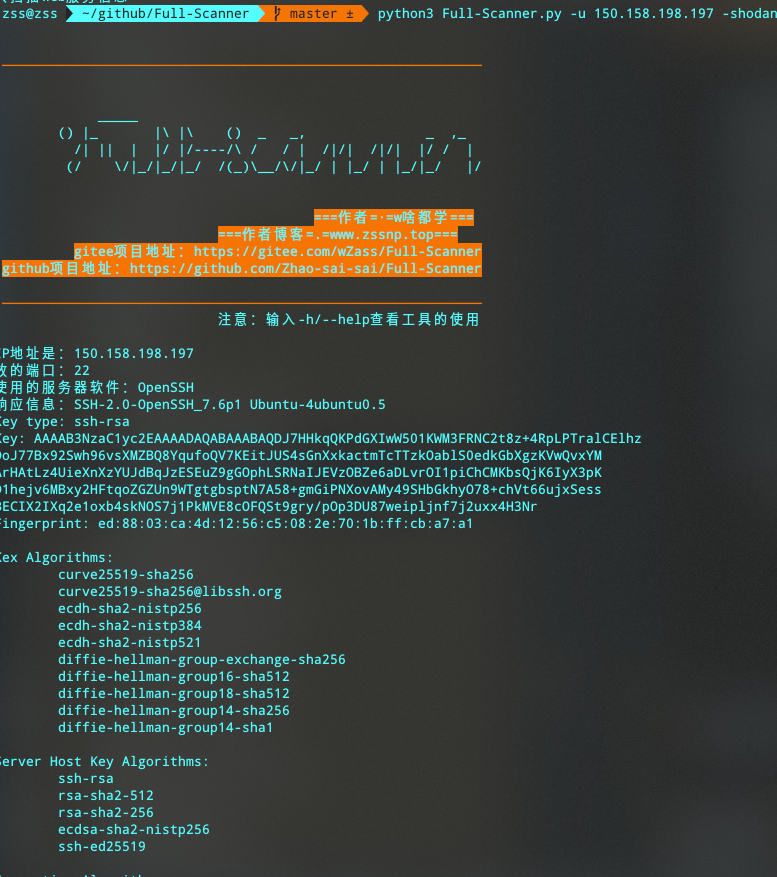 zss@zss ~/github/Full-Scanner master ± python3 Full-Scanner.py -u 150.158.198.197 -shodan
===作者=·=w啥都学===
===作者博客=.=www.zssnp.top===
gitee项目地址: https://gitee.com/wZass/Full-Scanner
github项目地址: https://github.com/Zhao-sai-sai/Full-Scanner
注意: 输入-h/--help查看工具的使用
IP地址是: 150.158.198.197
放的端口: 22
使用的服务器软件: OpenSSH
响应信息: SSH-2.0-OpenSSH_7.6p1 Ubuntu-4ubuntu0.5
Key type: ssh-rsa
Key: AAAAB3NzaC1yc2EAAAADAQABAAABAQDJ7HHkqQKPdGXIwW501KWM3FRNC2t8z+4RpLPTralCElhz
oJ77Bx92Swh96vsXMZBQ8YqufoQV7KEitJUS4sGnXxkactmTcTTzkOablS0edkGbXgzKVwQvxYM
rHAtLz4UieXnXzYUJdBqJzESEuZ9gGOphLSRNaIJEVzOBZe6aDLvrOI1piChCMKbsQjK6IyX3pK
1hejv6MBxy2HFtqoZGZUn9WTgtgbsptN7A58+gmGiPNXovAMy49SHbGkhyO78+chVt66ujxSess
ECIX2IXq2e1oxb4skNOS7j1PkMVE8cOFQSt9gry/pOp3DU87weipljnf7j2uxx4H3Nr
Fingerprint: ed:88:03:ca:4d:12:56:c5:08:2e:70:1b:ff:cb:a7:a1
Kex Algorithms:
curve25519-sha256
curve25519-sha256@libssh.org
ecdh-sha2-nistp256
ecdh-sha2-nistp384
ecdh-sha2-nistp521
diffie-hellman-group-exchange-sha256
diffie-hellman-group16-sha512
diffie-hellman-group18-sha512
diffie-hellman-group14-sha256
diffie-hellman-group14-sha1
Server Host Key Algorithms:
ssh-rsa
rsa-sha2-512
rsa-sha2-256
ecdsa-sha2-nistp256
ssh-ed25519